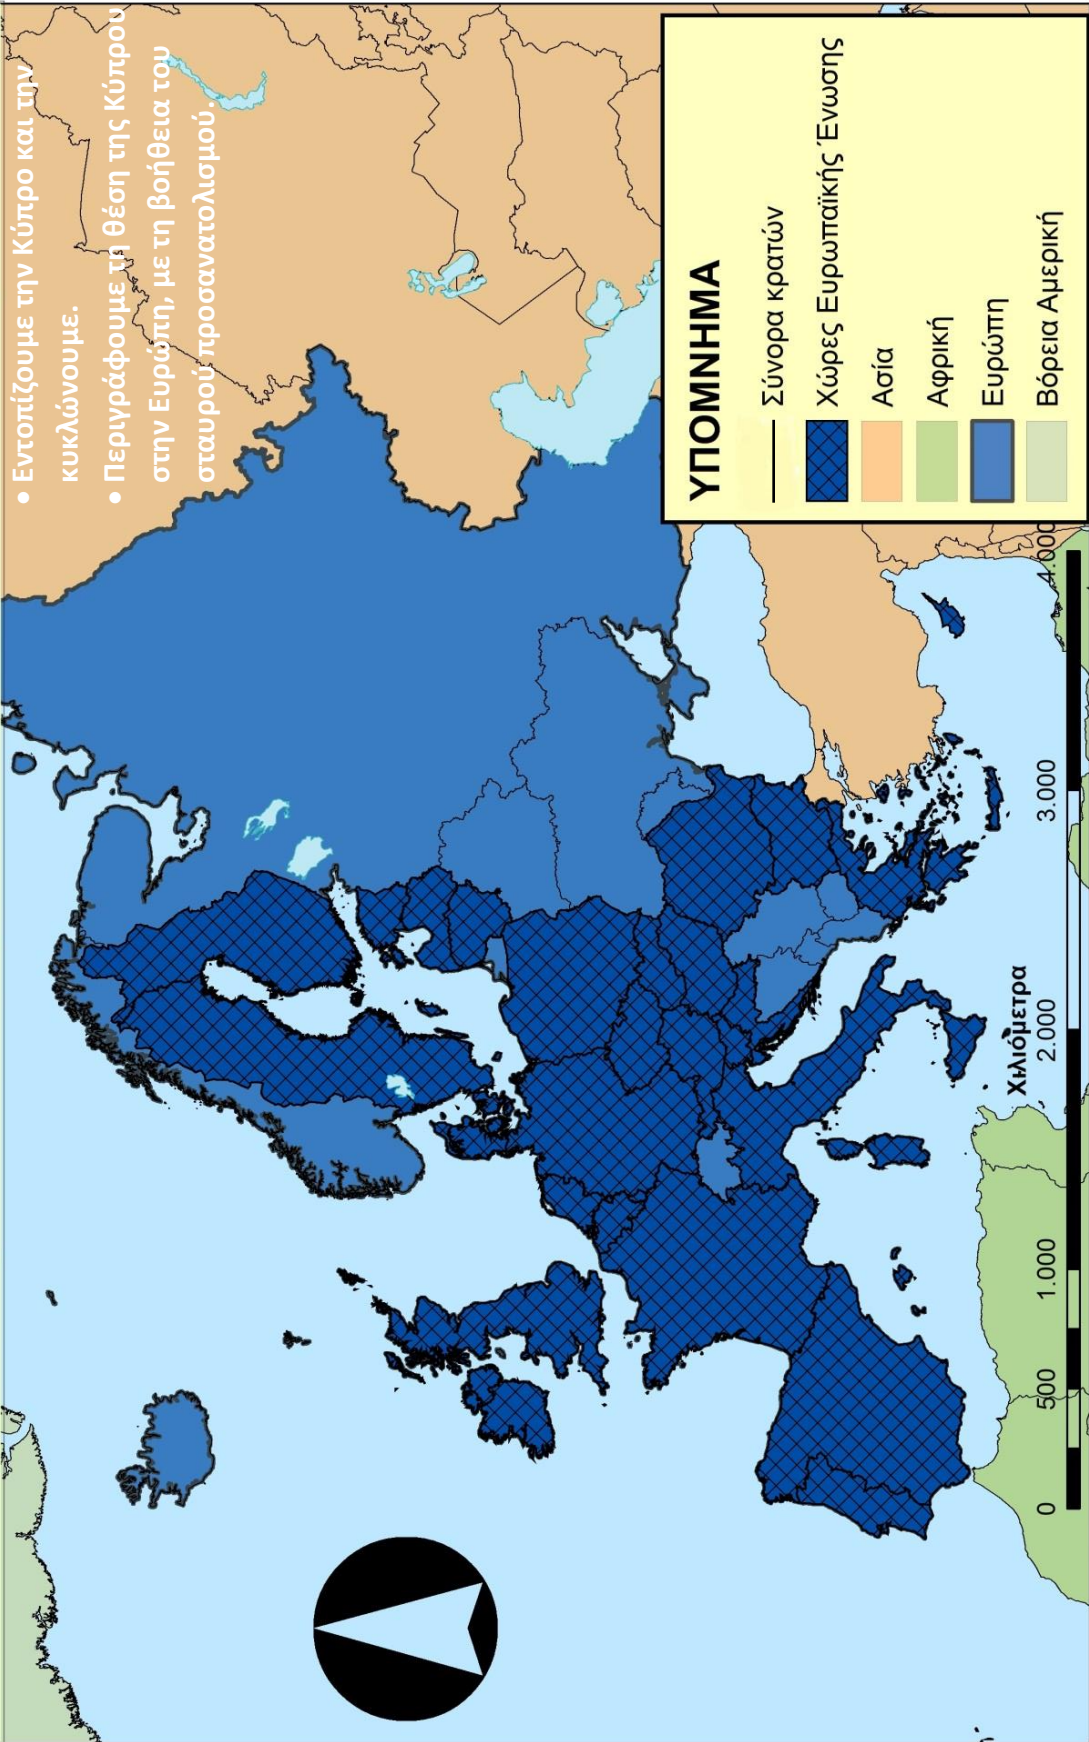 • Εντοπίζουμε την Κύπρο και την
κυκλώνουμε.
• Περιγράφουμε τη θέση της Κύπρου
στην Ευρώπη, με τη βοήθεια του
σταυρού προσανατολισμού.
ΥΠΟΜΝΗΜΑ
Σύνορα κρατών
Χώρες Ευρωπαϊκής Ένωσης
Ασία
Αφρική
Ευρώπη
Βόρεια Αμερική
Χιλιόμετρα
0 500 1.000 2.000 3.000 4.000